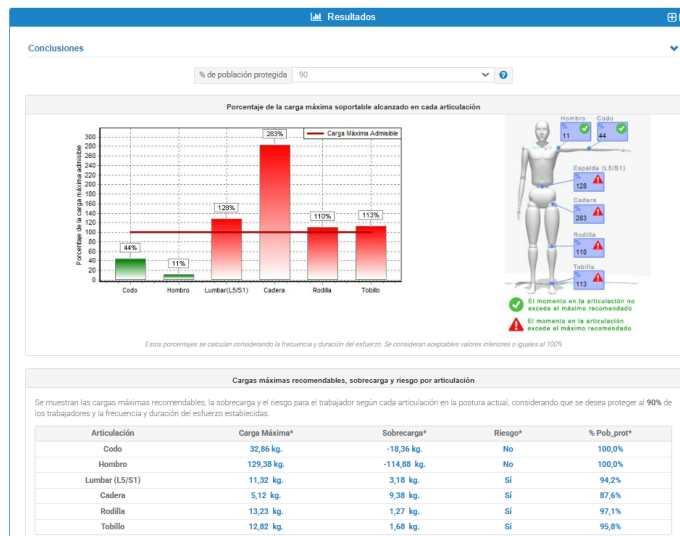 Resultados
Conclusiones
% de población protegida 90
Porcentaje de la carga máxima soportable alcanzado en cada articulación
Porcentaje de la carga máxima admisible
300
280
260
240
220
200
180
160
140
120
100
80
60
40
20
0
44%
11%
128%
283%
110%
113%
Carga Máxima Admisible
Codo Hombro Lumbar(L5/S1) Cadera Rodilla Tobillo
Hombro Codo
% 11 % 44
Espalda (L5/S1)
% 128
Cadera
% 283
Rodilla
% 110
Tobillo
% 113
El momento en la articulación no
excede el máximo recomendado
El momento en la articulación
excede el máximo recomendado
Estos porcentajes se calculan considerando la frecuencia y duración del esfuerzo. Se consideran aceptables valores inferiores o iguales al 100%
Cargas máximas recomendables, sobrecarga y riesgo por articulación
Se muestran las cargas máximas recomendables, la sobrecarga y el riesgo para el trabajador según cada articulación en la postura actual, considerando que se desea proteger al 90% de
los trabajadores y la frecuencia y duración del esfuerzo establecidas.
Articulación Carga Máxima* Sobrecarga* Riesgo* % Pob_prot*
Codo 32,86 kg. -18,36 kg. No 100,0%
Hombro 129,38 kg. -114,88 kg. No 100,0%
Lumbar (L5/S1) 11,32 kg. 3,18 kg. Sí 94,2%
Cadera 5,12 kg. 9,38 kg. Sí 87,6%
Rodilla 13,23 kg. 1,27 kg. Sí 97,1%
Tobillo 12,82 kg. 1,68 kg. Sí 95,8%